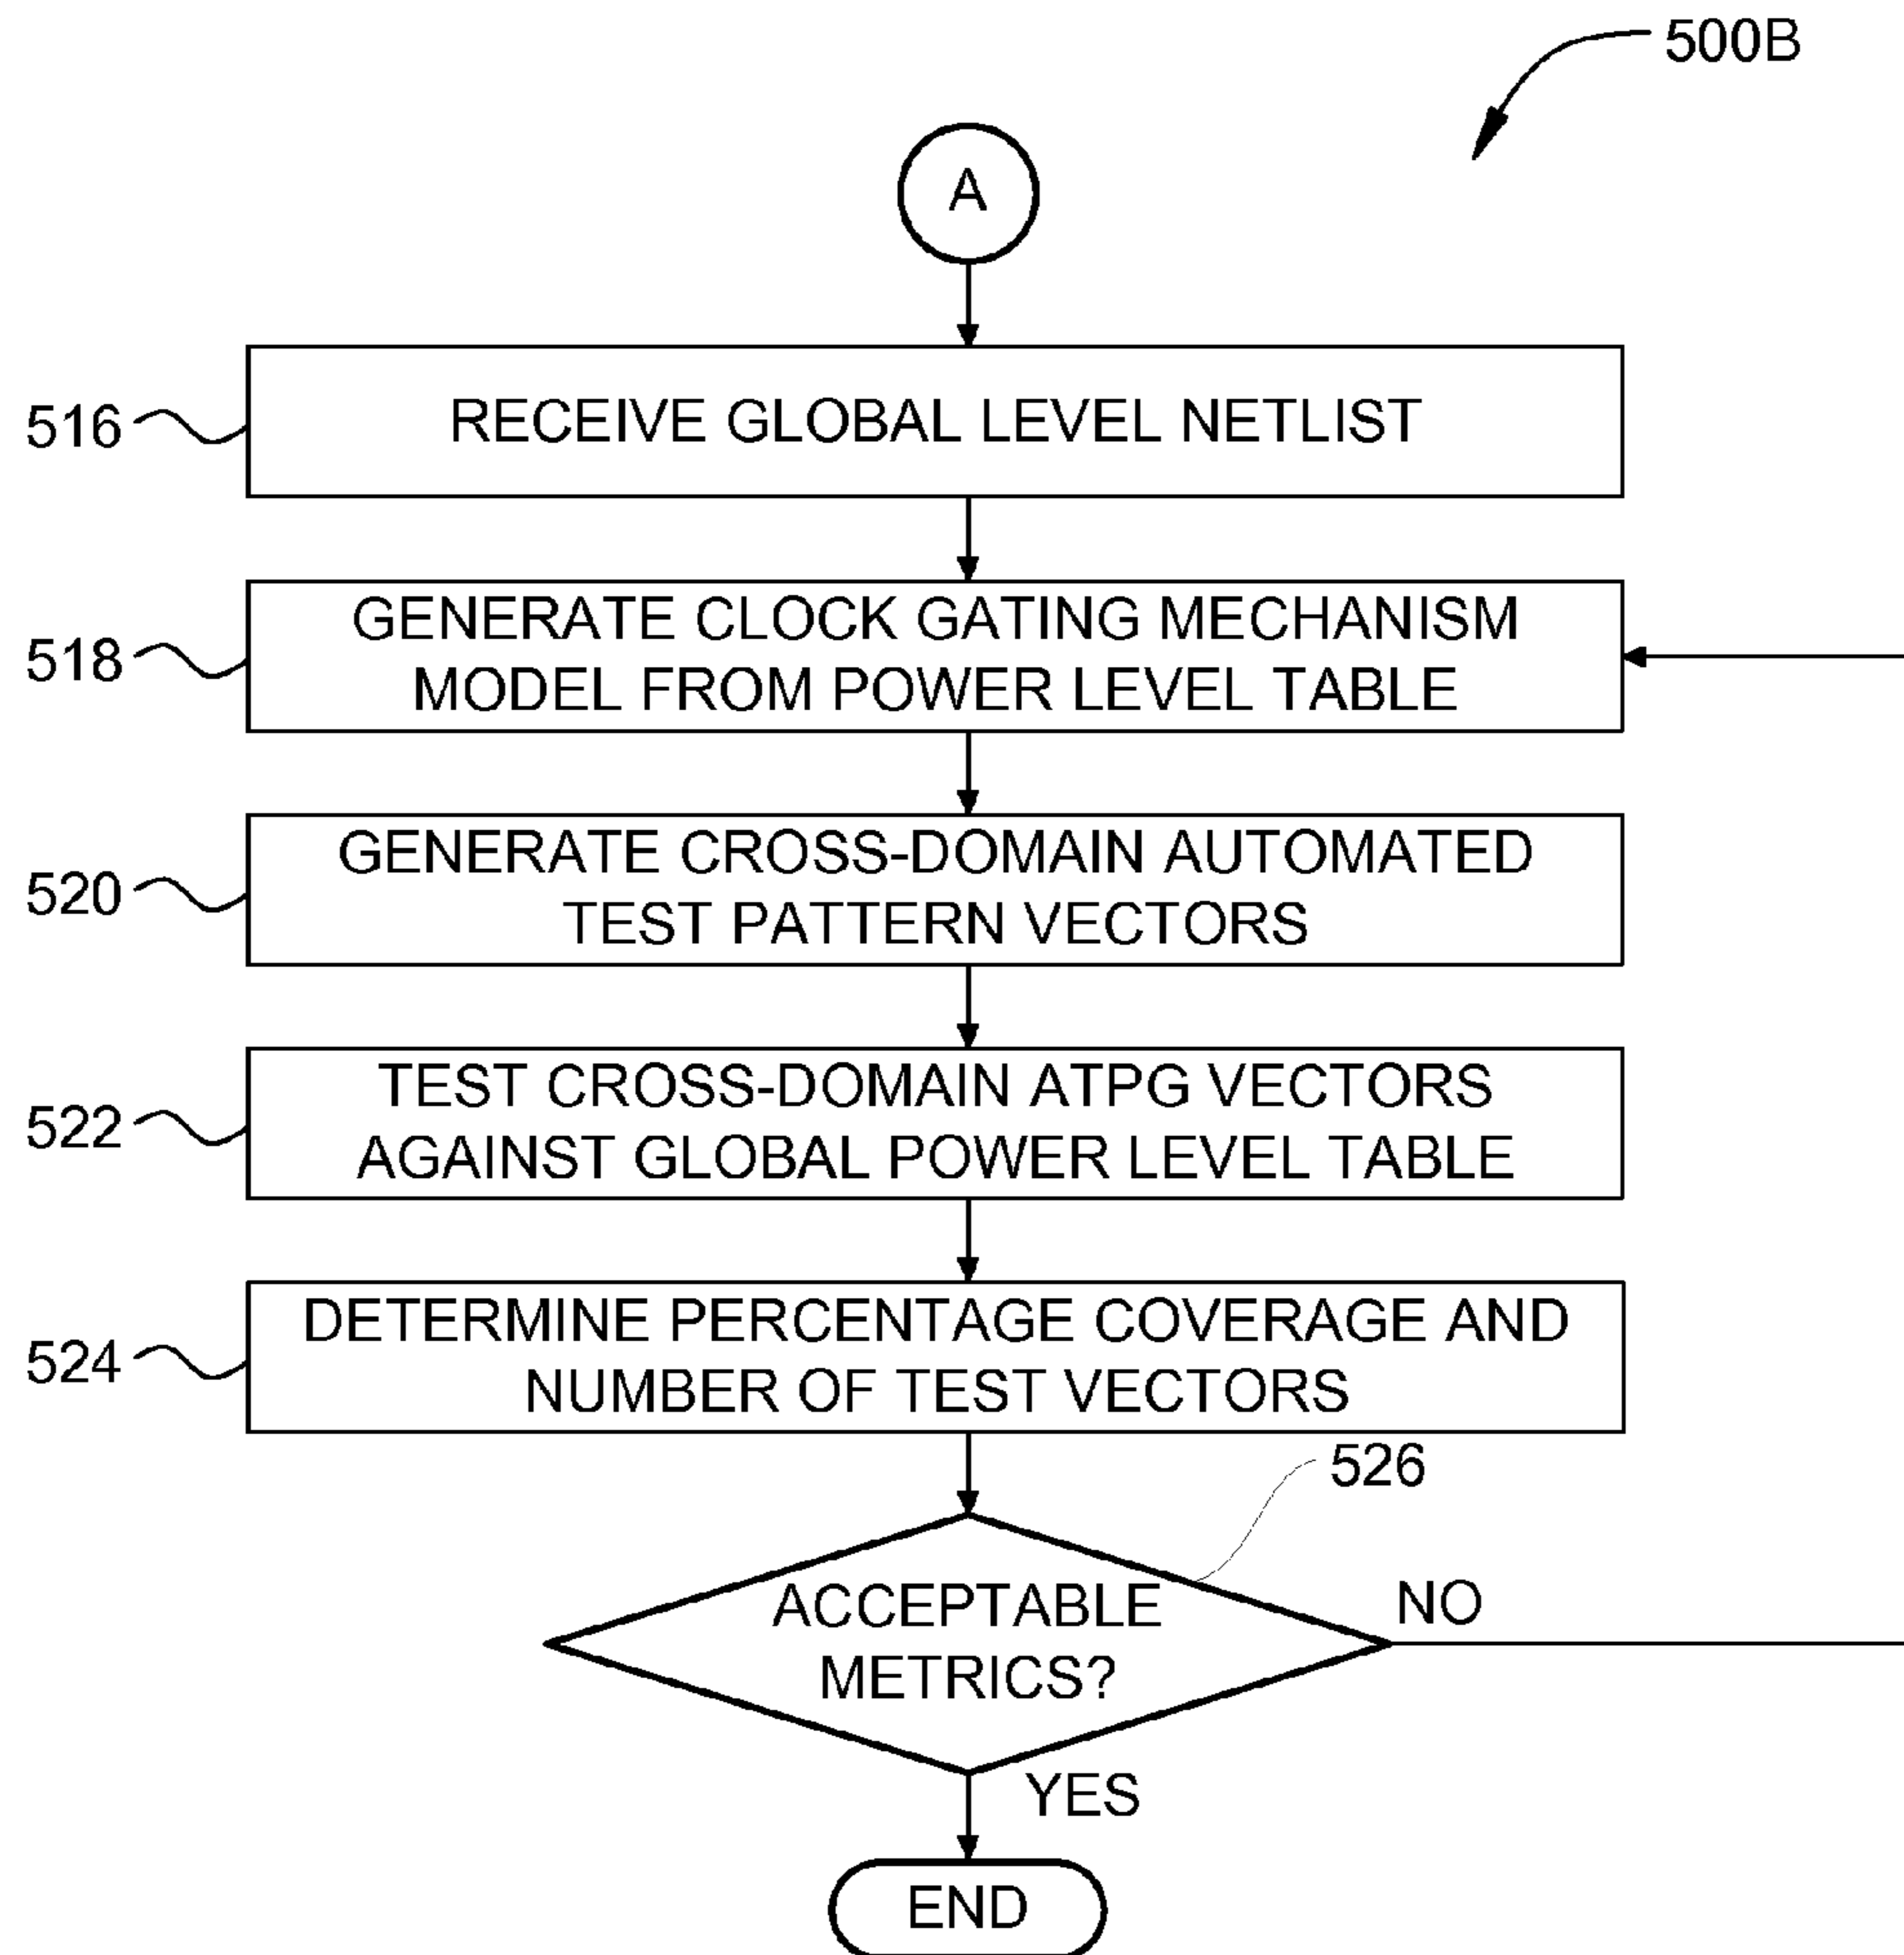 500B
A
516
RECEIVE GLOBAL LEVEL NETLIST
518
GENERATE CLOCK GATING MECHANISM
MODEL FROM POWER LEVEL TABLE
520
GENERATE CROSS-DOMAIN AUTOMATED
TEST PATTERN VECTORS
522
TEST CROSS-DOMAIN ATPG VECTORS
AGAINST GLOBAL POWER LEVEL TABLE
524
DETERMINE PERCENTAGE COVERAGE AND
NUMBER OF TEST VECTORS
526
ACCEPTABLE
METRICS?
NO
YES
END